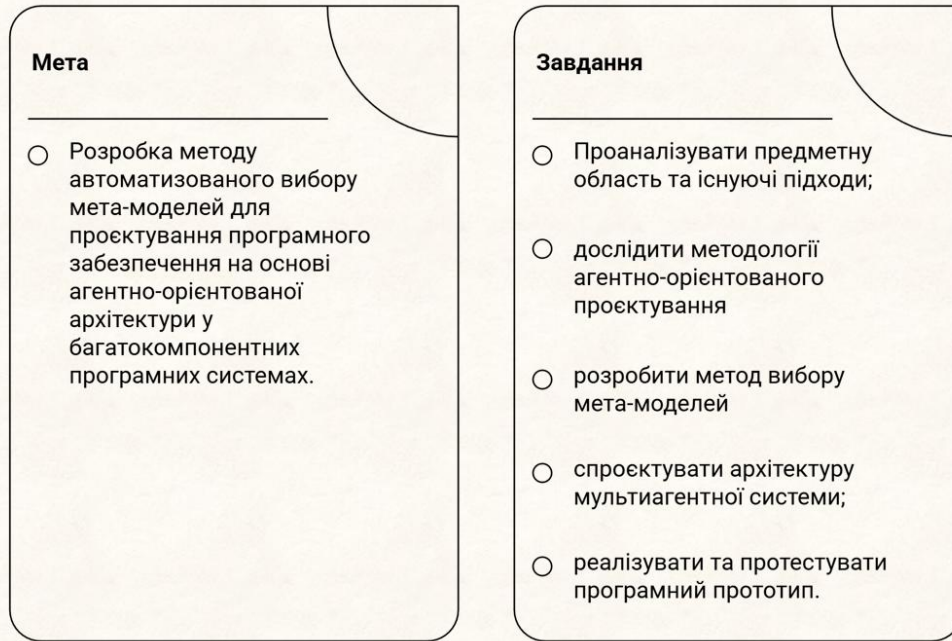 Мета
Розробка методу
автоматизованого вибору
мета-моделей для
проєктування програмного
забезпечення на основі
агентно-орієнтованої
архітектури у
багатокомпонентних
програмних системах.
Завдання
Проаналізувати предметну
область та існуючі підходи;
дослідити методології
агентно-орієнтованого
проєктування
розробити метод вибору
мета-моделей
спроєктувати архітектуру
мультиагентної системи;
реалізувати та протестувати
програмний прототип.